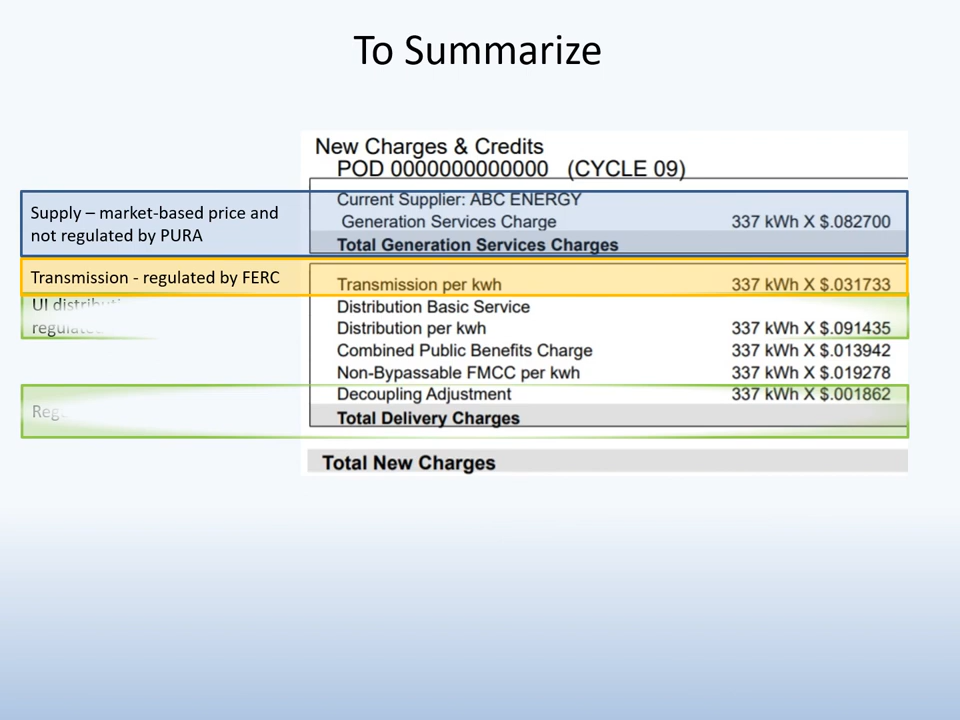 To Summarize
New Charges & Credits
POD 0000000000000 (CYCLE 09)
Supply – market-based price and
not regulated by PURA
Current Supplier: ABC ENERGY
Generation Services Charge 337 kWh X $.082700
Total Generation Services Charges
Transmission - regulated by FERC
Transmission per kwh 337 kWh X $.031733
UI
Distribution Basic Service
Distribution per kwh 337 kWh X $.091435
Combined Public Benefits Charge 337 kWh X $.013942
Non-Bypassable FMCC per kwh 337 kWh X $.019278
Decoupling Adjustment 337 kWh X $.001862
Total Delivery Charges
Total New Charges